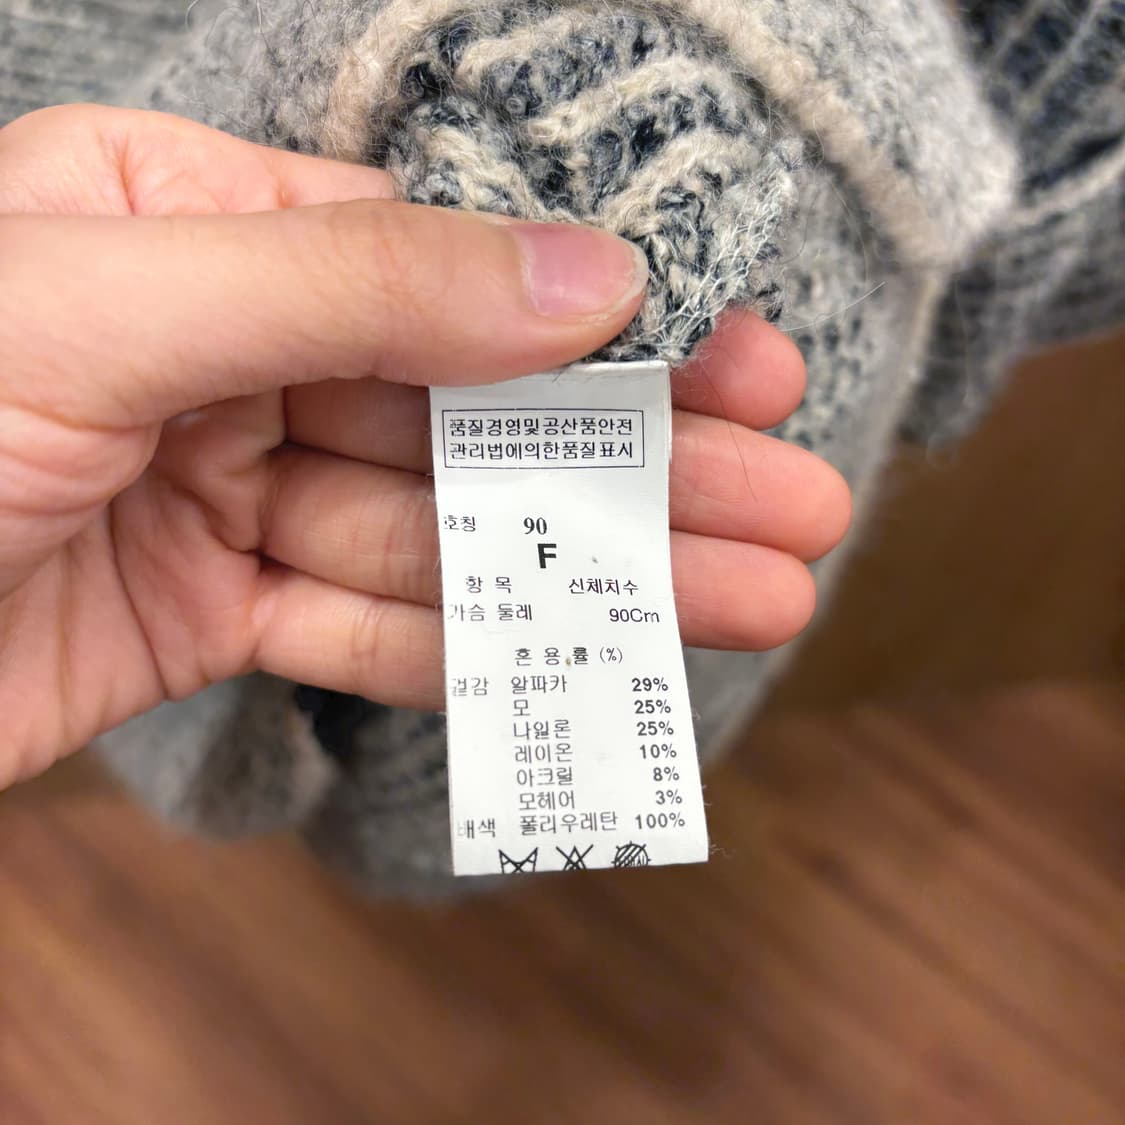 품질경영및공산품안전
관리법에의한품질표시
호칭 90
F
항 목 신체치수
가슴 둘레 90Cm
혼 용 률 (%)
겉감 알파카 29%
모 25%
나일론 25%
레이온 10%
아크릴 8%
모헤어 3%
배색 폴리우레탄 100%